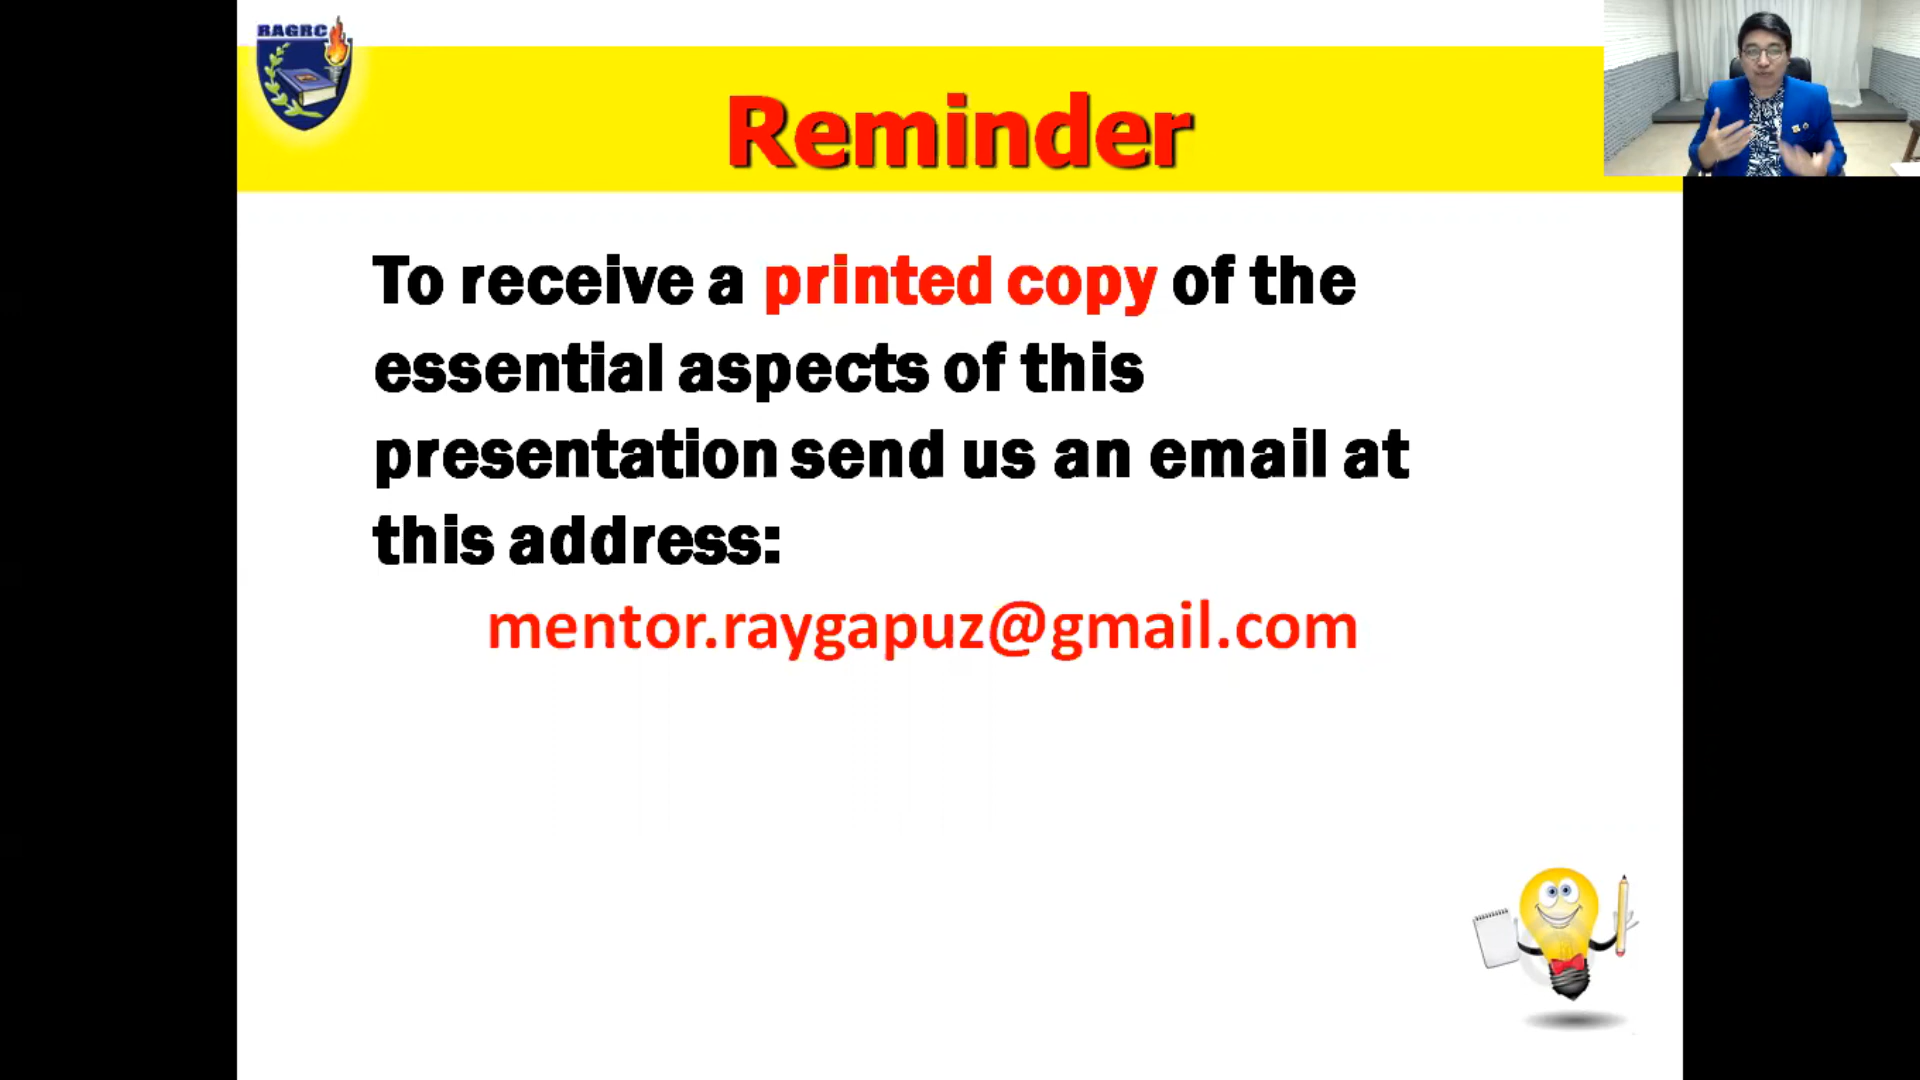 RAGRC
Reminder
To receive a printed copy of the
essential aspects of this
presentation send us an email at
this address:
mentor.raygapuz@gmail.com